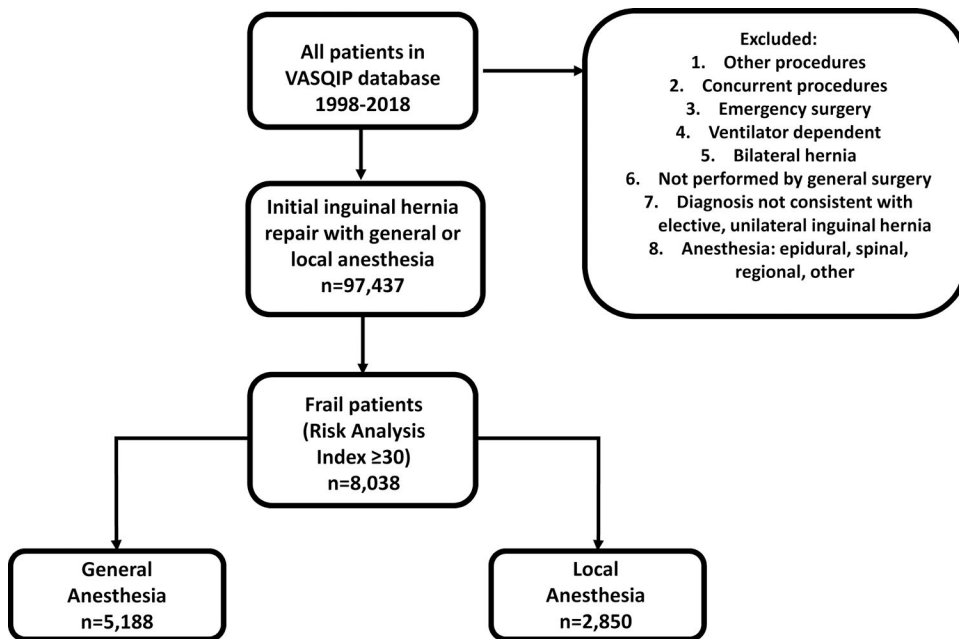 All patients in
VASQIP database
1998-2018
Excluded:
1. Other procedures
2. Concurrent procedures
3. Emergency surgery
4. Ventilator dependent
5. Bilateral hernia
6. Not performed by general surgery
7. Diagnosis not consistent with
elective, unilateral inguinal hernia
8. Anesthesia: epidural, spinal,
regional, other
Initial inguinal hernia
repair with general or
local anesthesia
n=97,437
Frail patients
(Risk Analysis
Index ≥30)
n=8,038
General
Anesthesia
n=5,188
Local
Anesthesia
n=2,850